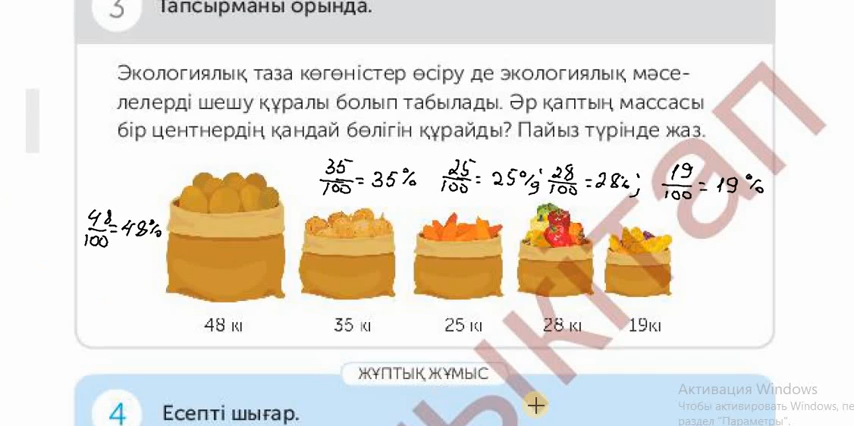 3 Тапсырманы орында.
Экологиялық таза көгөністер өсіру де экологиялық мәсе-
лелерді шешу құралы болып табылады. Әр қаптың массасы
бір центнердің қандай бөлігін құрайды? Пайыз түрінде жаз.
48/100=48%
35/100=35%
25/100=25%;
28/100=28%;
19/100=19%
48 кг
35 кг
25 кг
28 кг
19кг
ЖҰПТЫҚ ЖҰМЫС
4 Есепті шығар.
Активация Windows
Чтобы активировать Windows, пе
раздел "Параметры".